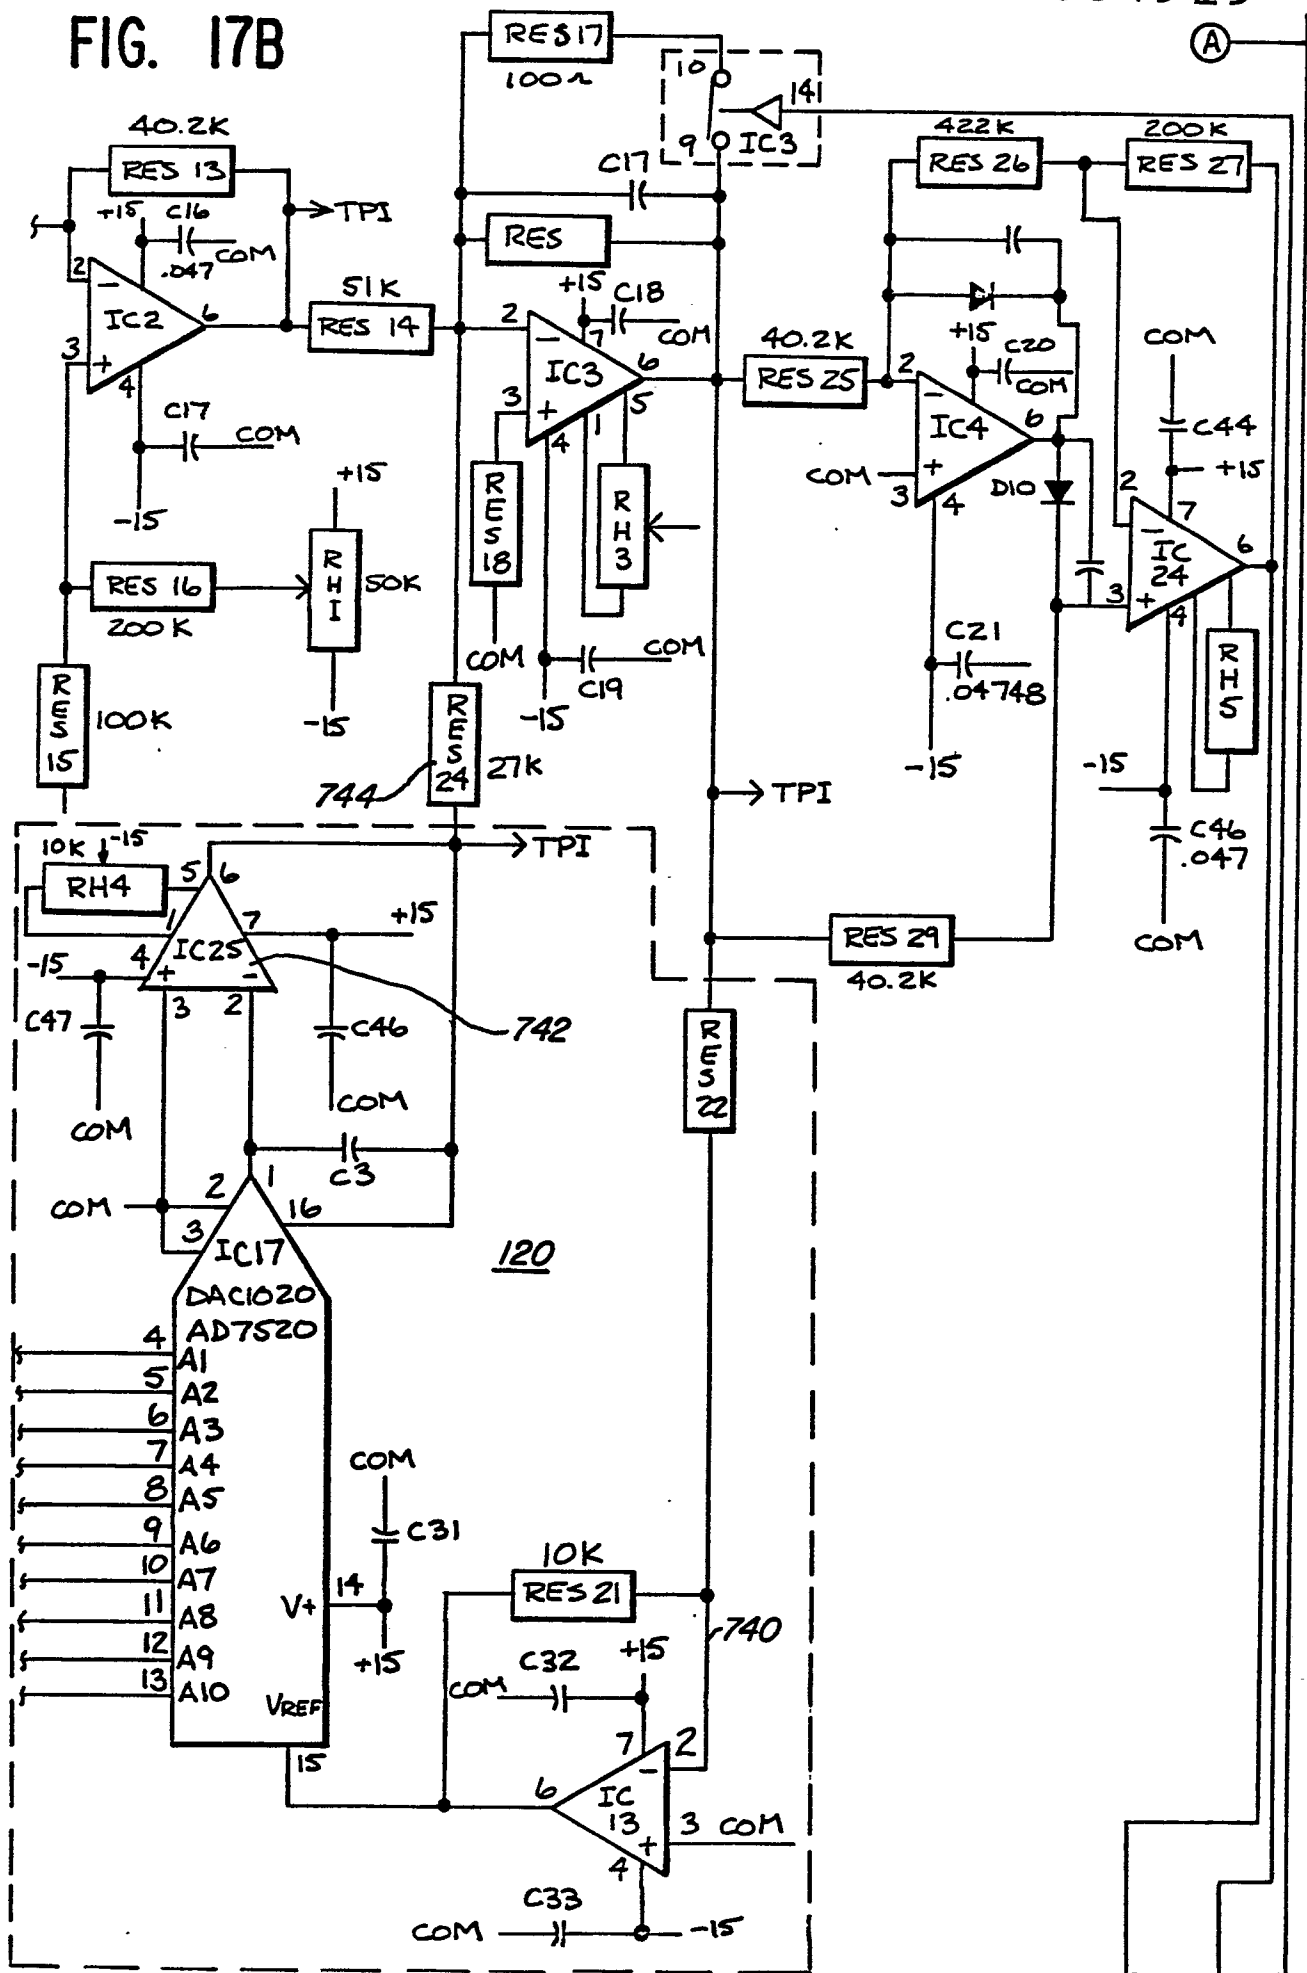 FIG. 17B
RES 17
100Ω
A
10
14
9
IC3
40.2K
RES 13
+15
C16
.047
COM
TP1
C17
RES
422K
RES 26
200K
RES 27
2
-
IC2
6
3
+
4
51K
RES 14
+15
C18
COM
2
-
7
IC3
6
3
+
4
1
5
40.2K
RES 25
+15
C20
COM
2
-
IC4
6
+
COM
3
4
D10
COM
C44
+15
2
7
-
IC
24
6
3
+
4
C17
COM
-15
+15
RES 16
200K
RH1
50K
-15
RES 15
100K
RES 18
COM
RH3
C19
COM
-15
C21
.04748
-15
RH5
-15
C46
.047
COM
RES 24
27K
744
TP1
TP1
10K
-15
RH4
5
6
1
7
+15
IC25
-15
4
+
-
3
2
C47
COM
C46
COM
742
RES 29
40.2K
RES 22
C3
1
2
COM
16
3
IC17
DAC1020
AD7520
120
4
A1
5
A2
6
A3
7
A4
8
A5
9
A6
10
A7
11
A8
12
A9
13
A10
COM
C31
14
V+
+15
VREF
15
10K
RES 21
740
C32
+15
COM
7
2
-
6
IC
13
3
COM
+
4
C33
COM
-15